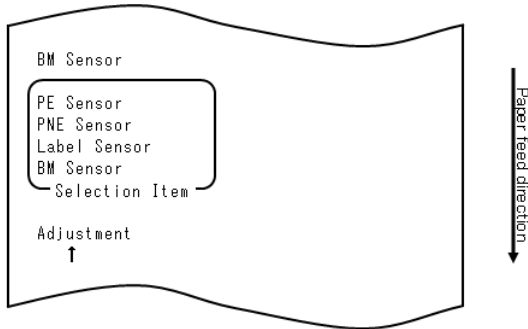 BM Sensor
PE Sensor
PNE Sensor
Label Sensor
BM Sensor
Selection Item
Adjustment
↑
Paper feed direction